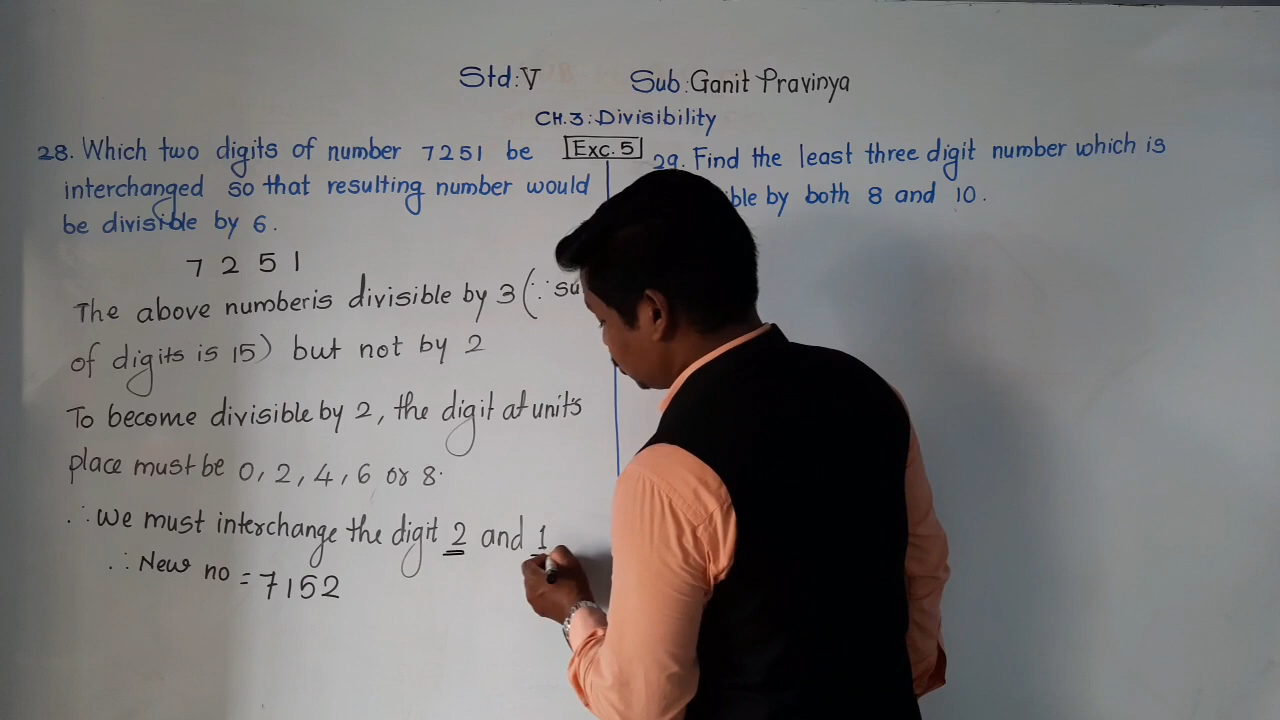 Std:V Sub:Ganit Pravinya
CH.3:Divisibility
Exc.5
28. Which two digits of number 7251 be
interchanged so that resulting number would
be divisible by 6.
7 2 5 1
The above number is divisible by 3 (∵ su
of digits is 15) but not by 2
To become divisible by 2, the digit at units
place must be 0, 2, 4, 6 or 8.
∴ We must interchange the digit 2 and 1
∴ New no = 7152
29. Find the least three digit number which is
ble by both 8 and 10.